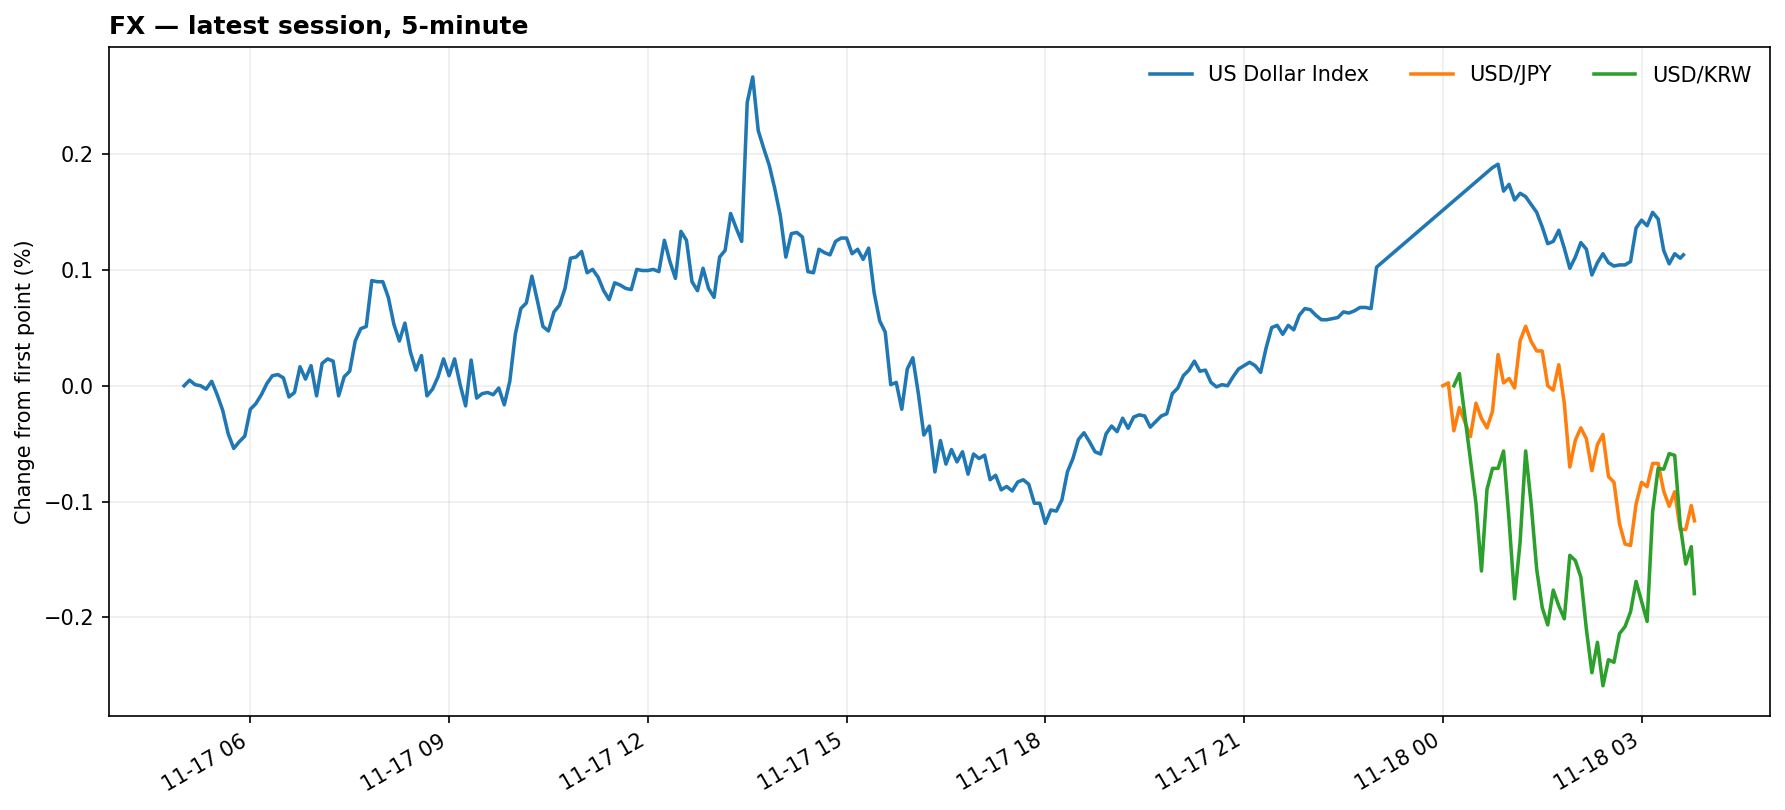 FX — latest session, 5-minute
US Dollar Index
USD/JPY
USD/KRW
Change from first point (%)
0.2
0.1
0.0
−0.1
−0.2
11-17 06
11-17 09
11-17 12
11-17 15
11-17 18
11-17 21
11-18 00
11-18 03